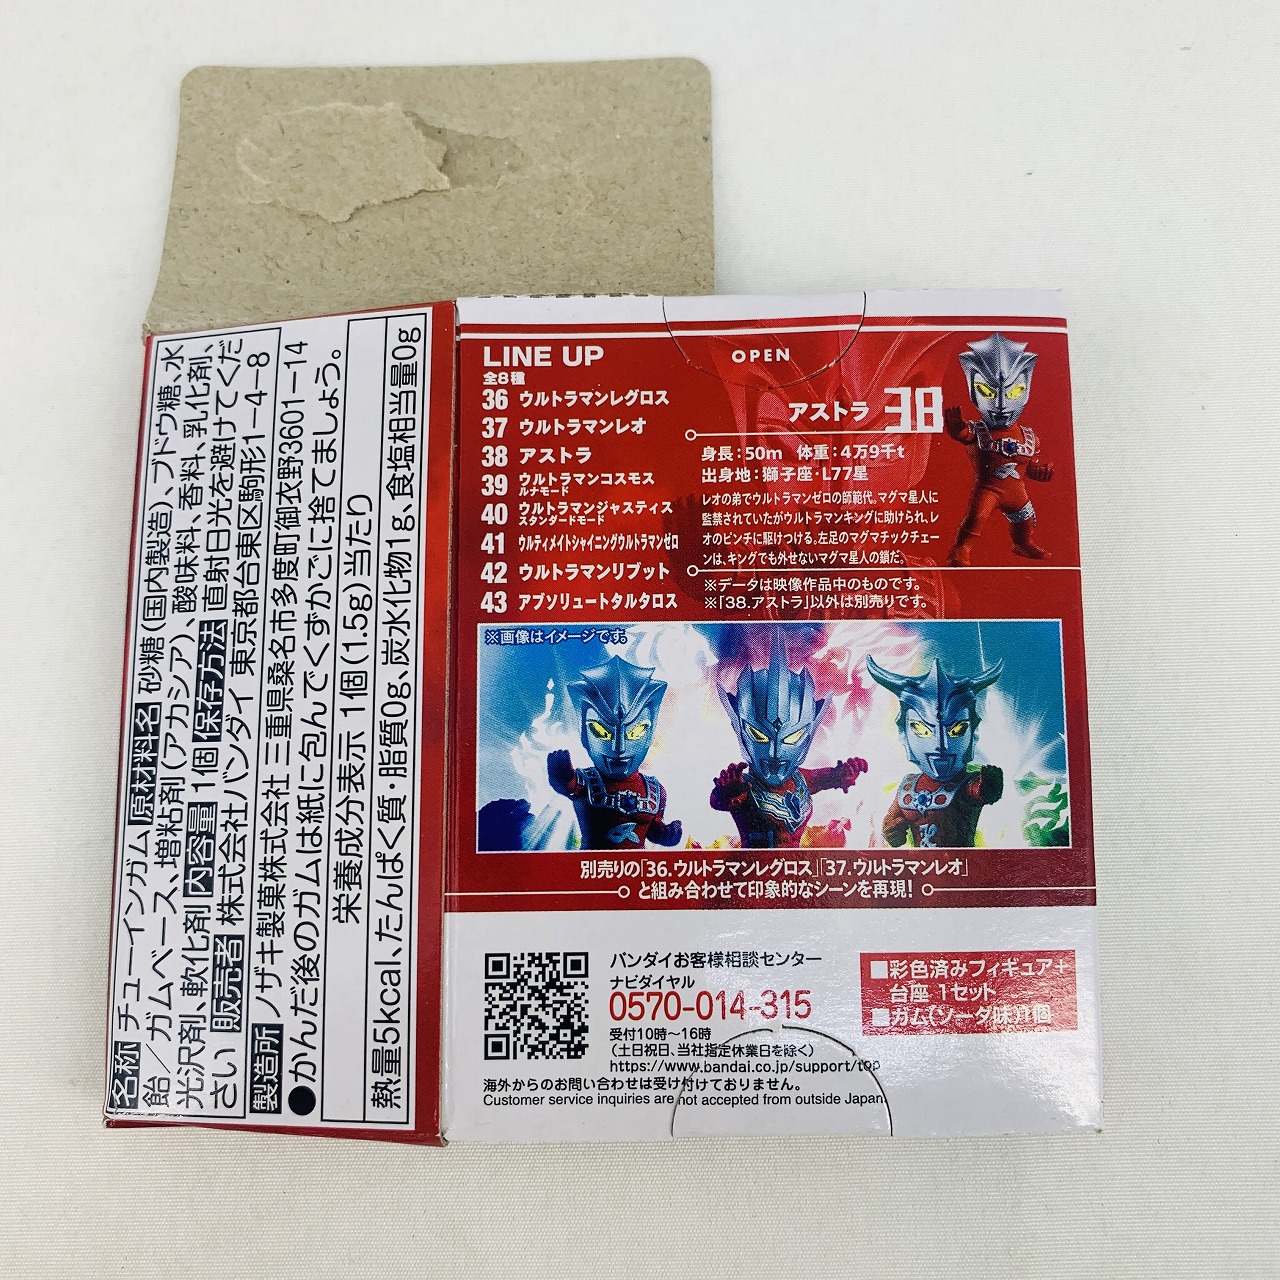 名称 チューインガム 原材料名 砂糖(国内製造)、ブドウ糖、水
飴/ガムベース、増粘剤(アカシア)、酸味料、香料、乳化剤、
光沢剤、軟化剤 内容量 1個 保存方法 直射日光を避けてくだ
さい 販売者 株式会社バンダイ 東京都台東区駒形1-4-8
製造所 ノザキ製菓株式会社 三重県桑名市多度町御衣野3601-14
●かんだ後のガムは紙に包んでくずかごに捨てましょう。
栄養成分表示 1個(1.5g)当たり
熱量5kcal、たんぱく質・脂質0g、炭水化物1g、食塩相当量0g
OPEN
LINE UP
全8種
36 ウルトラマンレグロス
37 ウルトラマンレオ
38 アストラ
39 ウルトラマンコスモス
ルナモード
40 ウルトラマンジャスティス
スタンダードモード
41 ウルティメイトシャイニングウルトラマンゼロ
42 ウルトラマンリブット
43 アブソリュートタルタロス
アストラ 38
身長:50m 体重:4万9千t
出身地:獅子座・L77星
レオの弟でウルトラマンゼロの師範代。マグマ星人に
監禁されていたがウルトラマンキングに助けられ、レ
オのピンチに駆けつける。左足のマグマチックチェー
ンは、キングでも外せないマグマ星人の鎖だ。
※データは映像作品中のものです。
※「38.アストラ」以外は別売りです。
※画像はイメージです。
別売りの「36.ウルトラマンレグロス」「37.ウルトラマンレオ」
と組み合わせて印象的なシーンを再現!
バンダイお客様相談センター
ナビダイヤル
0570-014-315
受付10時~16時
(土日祝日、当社指定休業日を除く)
https://www.bandai.co.jp/support/top
海外からのお問い合わせは受け付けておりません。
Customer service inquiries are not accepted from outside Japan.
■彩色済みフィギュア+
台座 1セット
■ガム(ソーダ味)1個